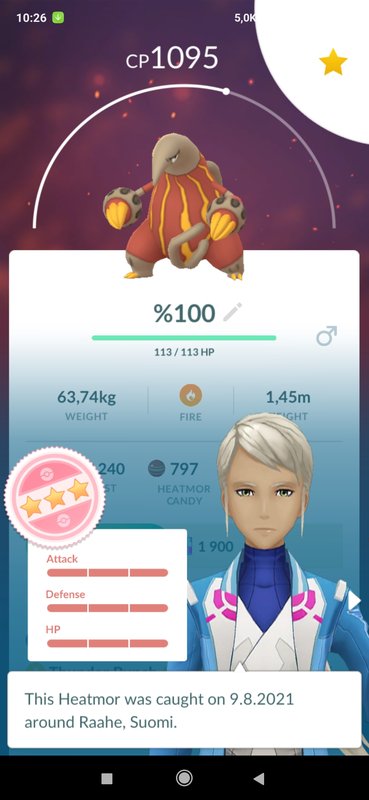 10:26
5,0K
CP1095
%100
113 / 113 HP
63,74kg
WEIGHT
FIRE
1,45m
240
797
HEATMOR
CANDY
1 900
Attack
Defense
HP
This Heatmor was caught on 9.8.2021
around Raahe, Suomi.